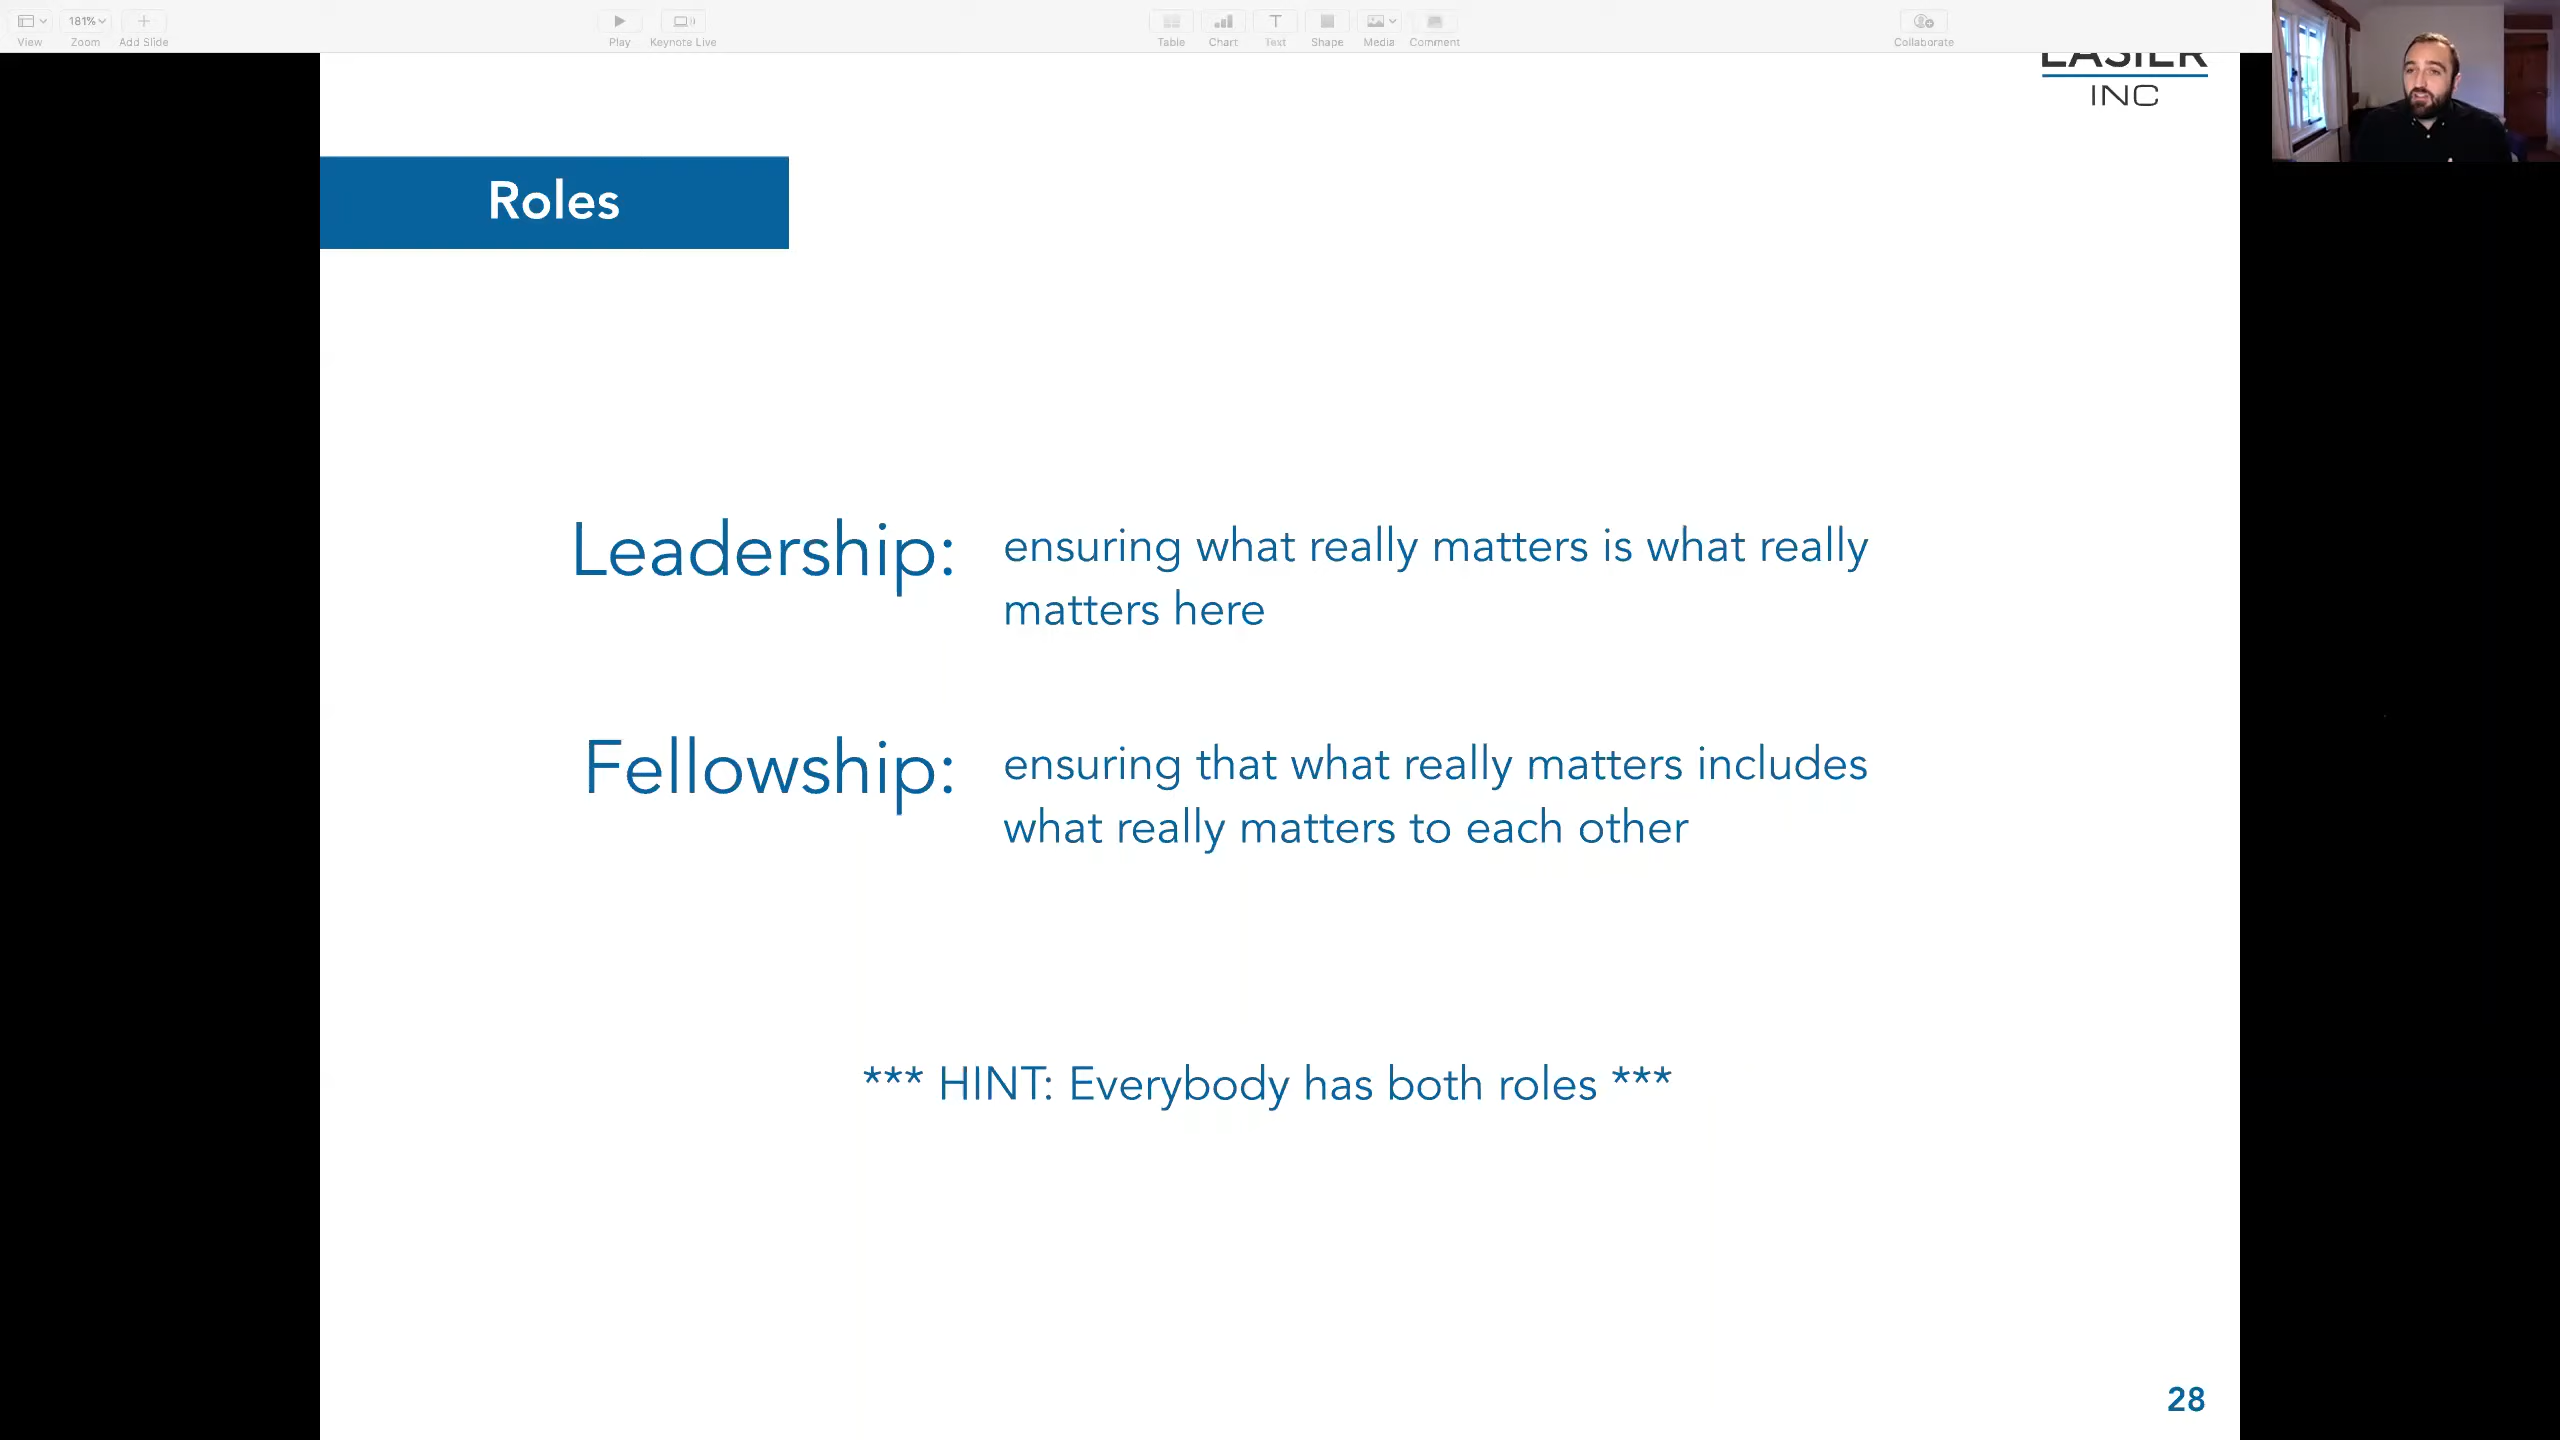 181%
View
Zoom
Add Slide
Play
Keynote Live
Table
Chart
Text
Shape
Media
Comment
Collaborate
EASIER
INC
Roles
Leadership: ensuring what really matters is what really
matters here
Fellowship: ensuring that what really matters includes
what really matters to each other
*** HINT: Everybody has both roles ***
28